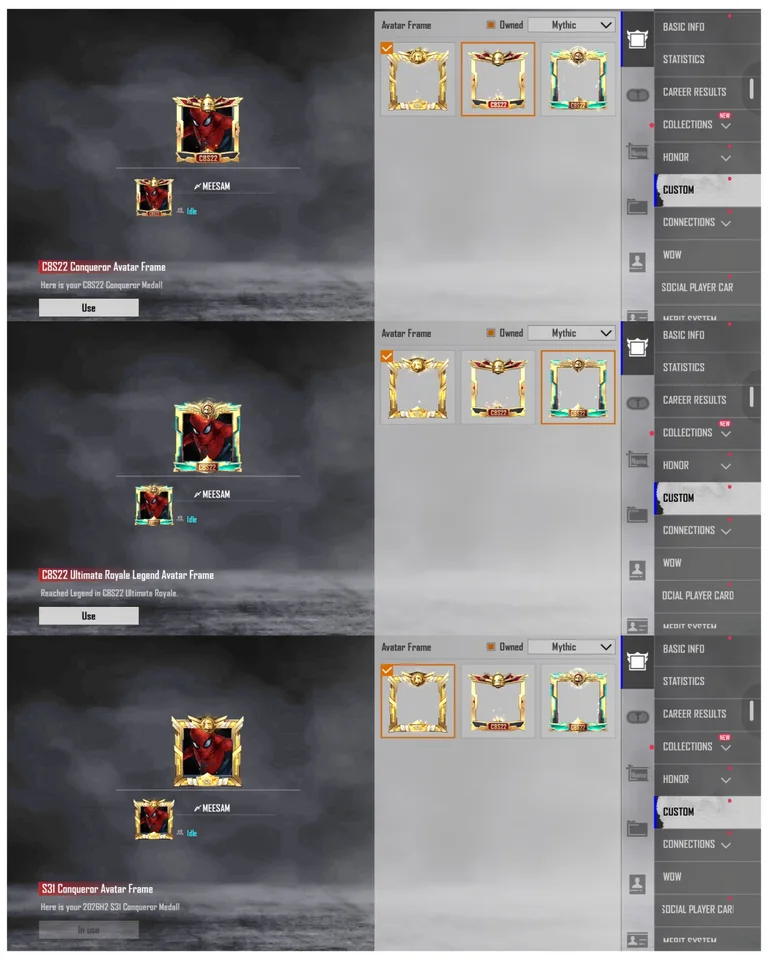 Avatar Frame
Owned
Mythic
CBS22
CBS22
MEESAM
Idle
CBS22 Conqueror Avatar Frame
Here is your CBS22 Conqueror Medal!
Use
BASIC INFO
STATISTICS
CAREER RESULTS
NEW
COLLECTIONS
HONOR
CUSTOM
CONNECTIONS
WOW
SOCIAL PLAYER CAR
MERIT SYSTEM
Avatar Frame
Owned
Mythic
CBS22
CBS22
MEESAM
Idle
CBS22 Ultimate Royale Legend Avatar Frame
Reached Legend in CBS22 Ultimate Royale.
Use
BASIC INFO
STATISTICS
CAREER RESULTS
NEW
COLLECTIONS
HONOR
CUSTOM
CONNECTIONS
WOW
OCIAL PLAYER CARD
MERIT SYSTEM
Avatar Frame
Owned
Mythic
CBS22
MEESAM
Idle
S31 Conqueror Avatar Frame
Here is your 2026H2 S31 Conqueror Medal!
In use
BASIC INFO
STATISTICS
CAREER RESULTS
NEW
COLLECTIONS
HONOR
CUSTOM
CONNECTIONS
WOW
SOCIAL PLAYER CAR
MERIT SYSTEM